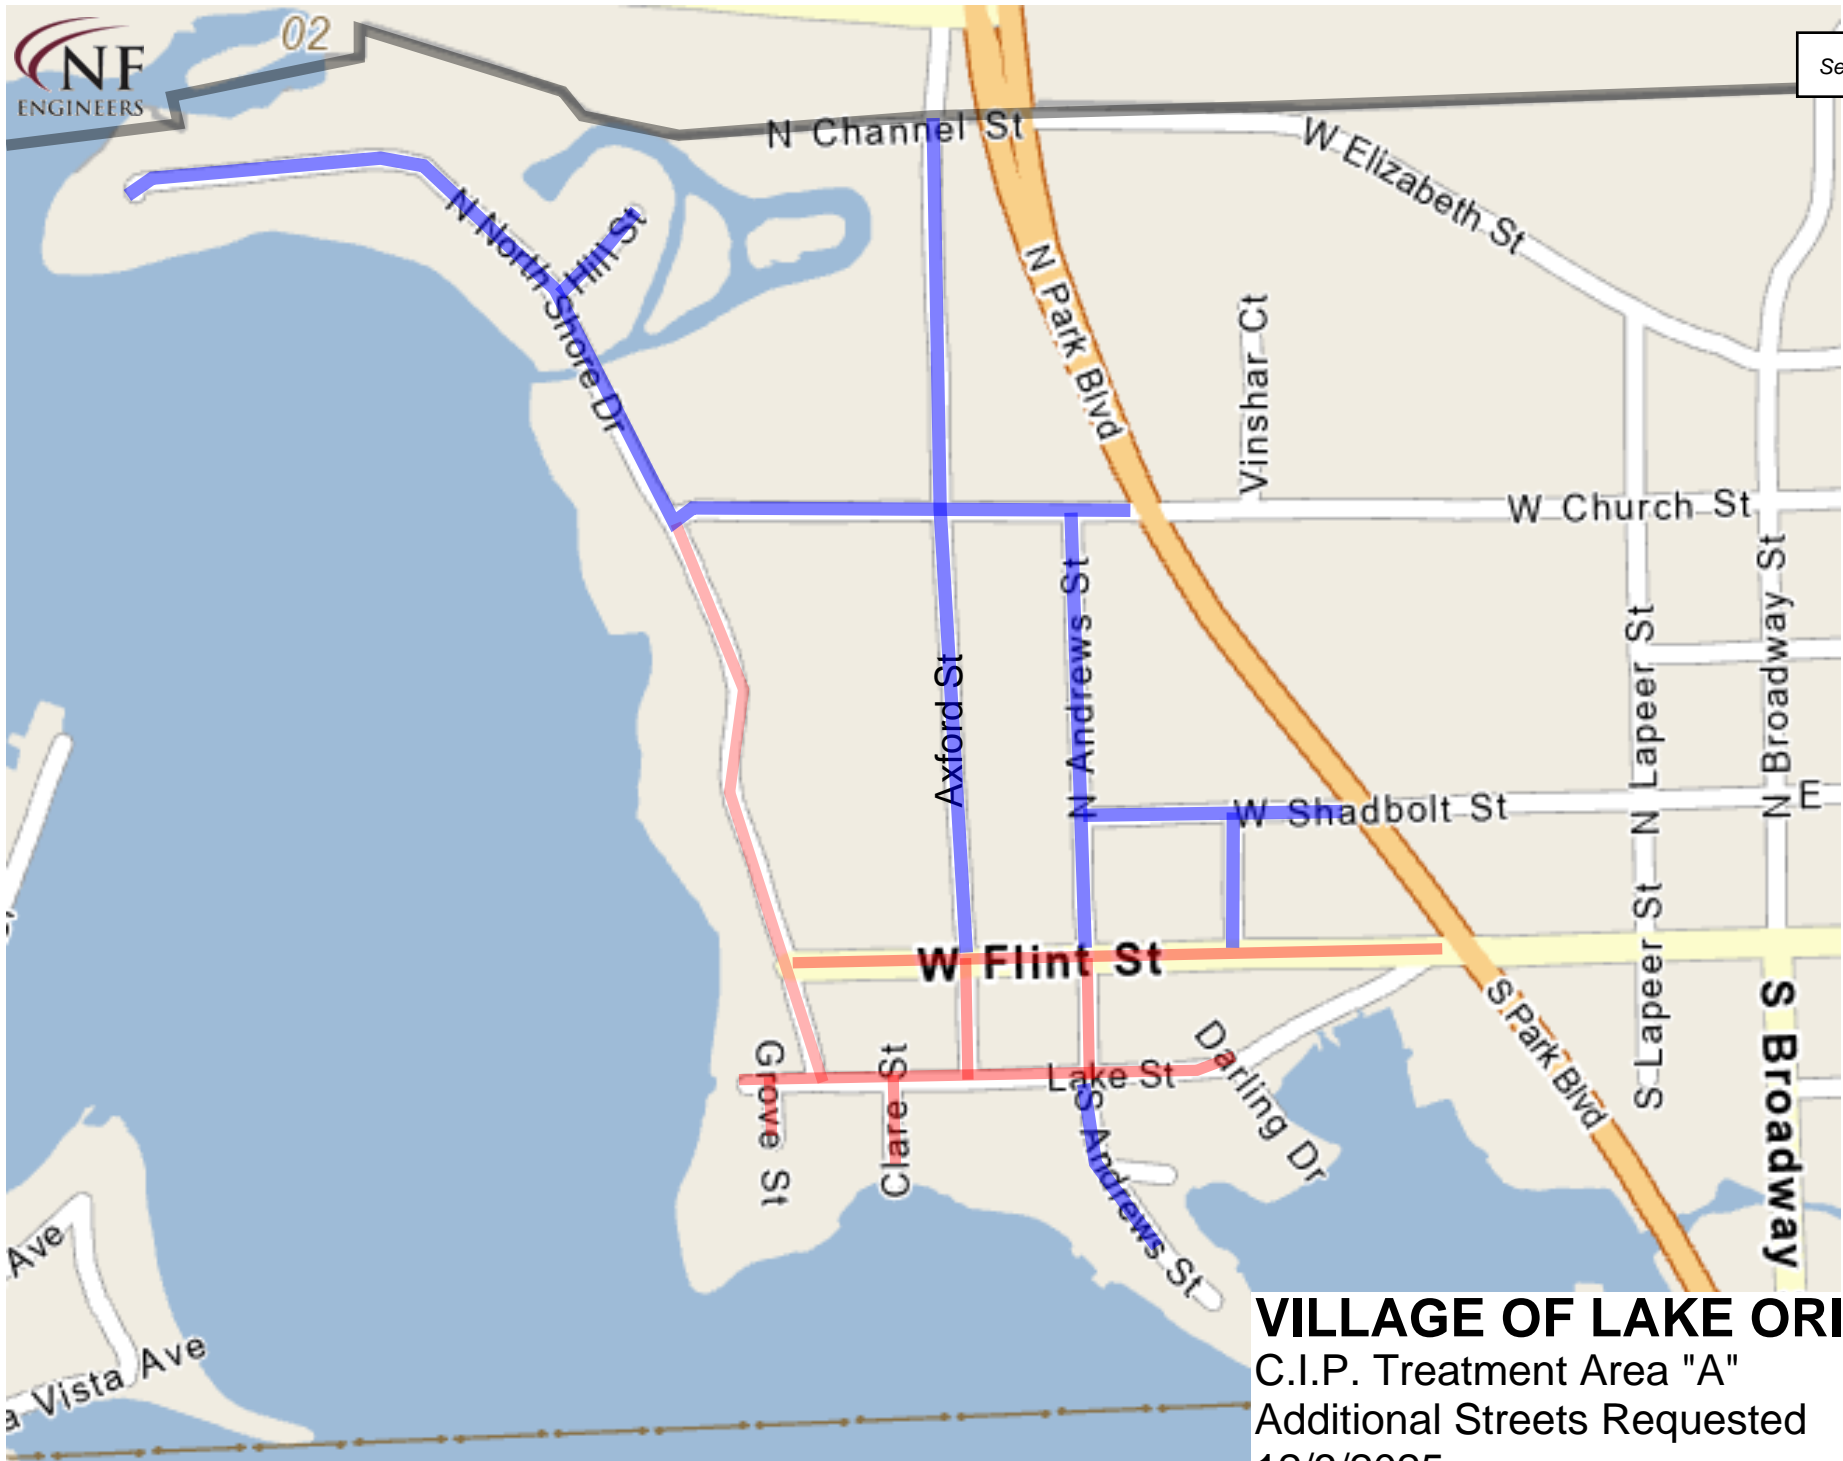 02
NF
ENGINEERS
Se
N Channel St
W Elizabeth St
N North Shore Dr
Hill St
N Park Blvd
Vinshar Ct
W Church St
N Andrews St
Axford St
N Lapeer St
N Broadway St
W Shadbolt St
E
W Flint St
S Lapeer St
S Broadway
S Park Blvd
Grove St
Clare St
Lake St
Darling Dr
S Andrews St
Ave
a Vista Ave
VILLAGE OF LAKE ORI
C.I.P. Treatment Area "A"
Additional Streets Requested